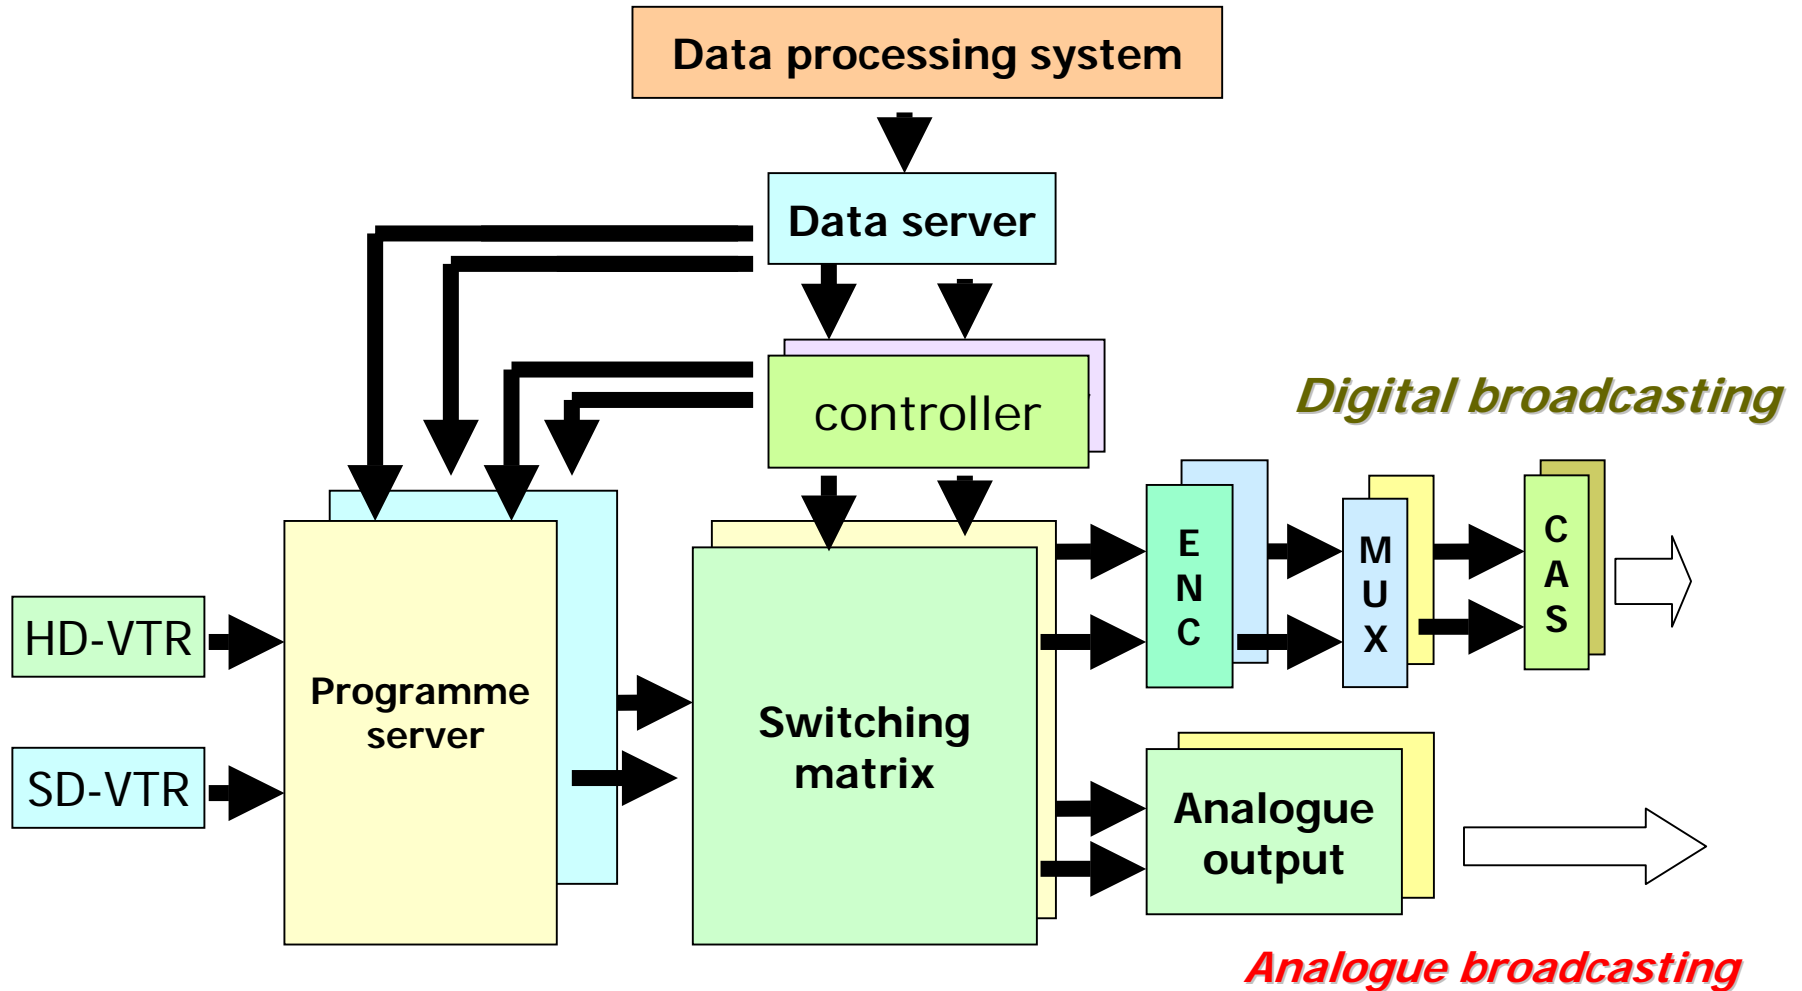 Data processing system
Data server
controller
Digital broadcasting
E
N
C
M
U
X
C
A
S
HD-VTR
SD-VTR
Programme
server
Switching
matrix
Analogue
output
Analogue broadcasting